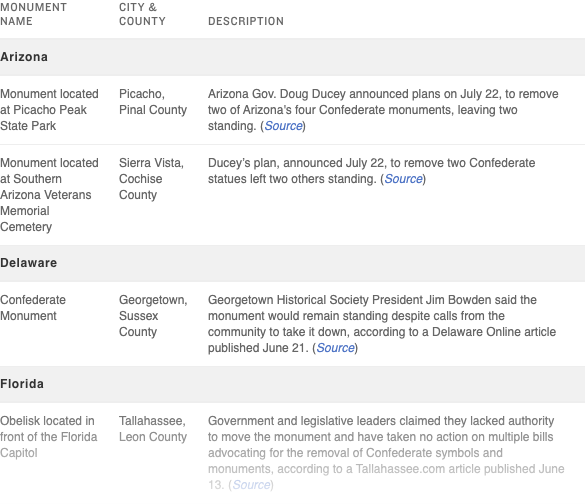 MONUMENT NAME CITY & COUNTY DESCRIPTION
Arizona
Monument located at Picacho Peak State Park
Picacho, Pinal County
Arizona Gov. Doug Ducey announced plans on July 22, to remove
two of Arizona's four Confederate monuments, leaving two
standing. (Source)
Monument located at Southern Arizona Veterans Memorial Cemetery
Sierra Vista, Cochise County
Ducey's plan, announced July 22, to remove two Confederate
statues left two others standing. (Source)
Delaware
Confederate Monument
Georgetown, Sussex County
Georgetown Historical Society President Jim Bowden said the
monument would remain standing despite calls from the
community to take it down, according to a Delaware Online article
published June 21. (Source)
Florida
Obelisk located in front of the Florida Capitol
Tallahassee, Leon County
Government and legislative leaders claimed they lacked authority
to move the monument and have taken no action on multiple bills
advocating for the removal of Confederate symbols and
monuments, according to a Tallahassee.com article published June
13. (Source)